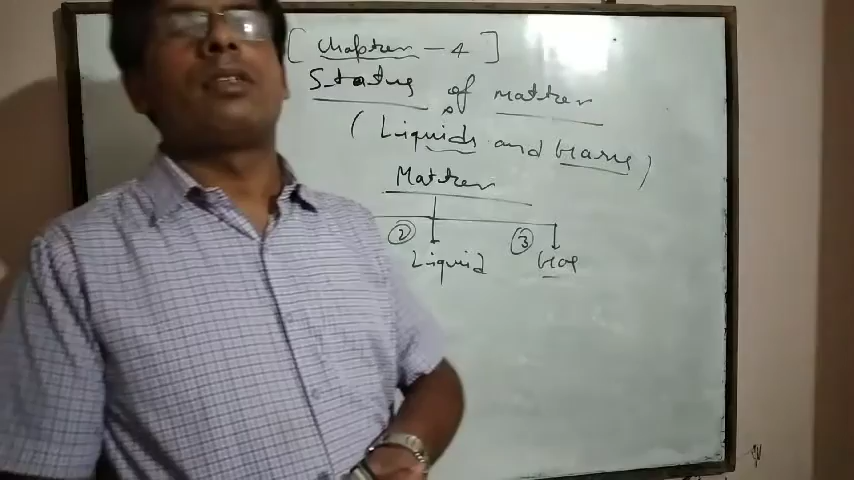 [ Chapter - 4 ]
States of matter
( Liquids and Gases )
Matter
② ③
Liquid Gas